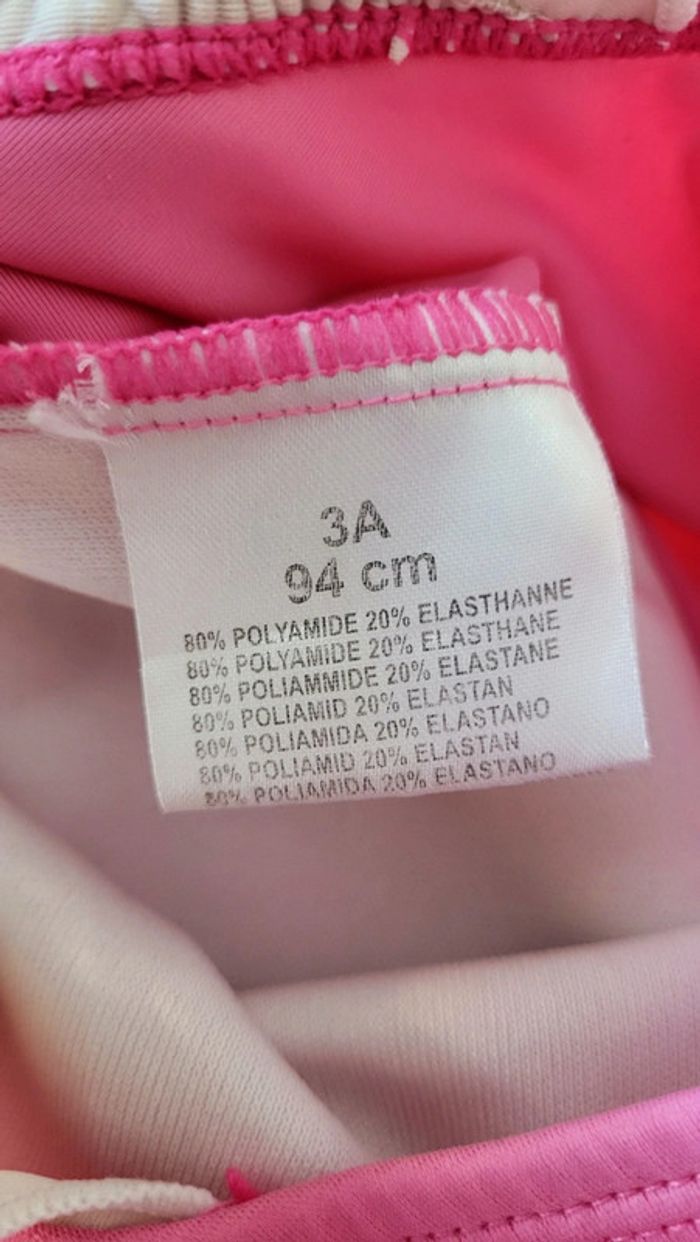 3A
94 cm
80% POLYAMIDE 20% ELASTHANNE
80% POLYAMIDE 20% ELASTHANE
80% POLIAMMIDE 20% ELASTANE
80% POLIAMID 20% ELASTAN
80% POLIAMIDA 20% ELASTANO
80% POLIAMID 20% ELASTAN
80% POLIAMIDA 20% ELASTANO